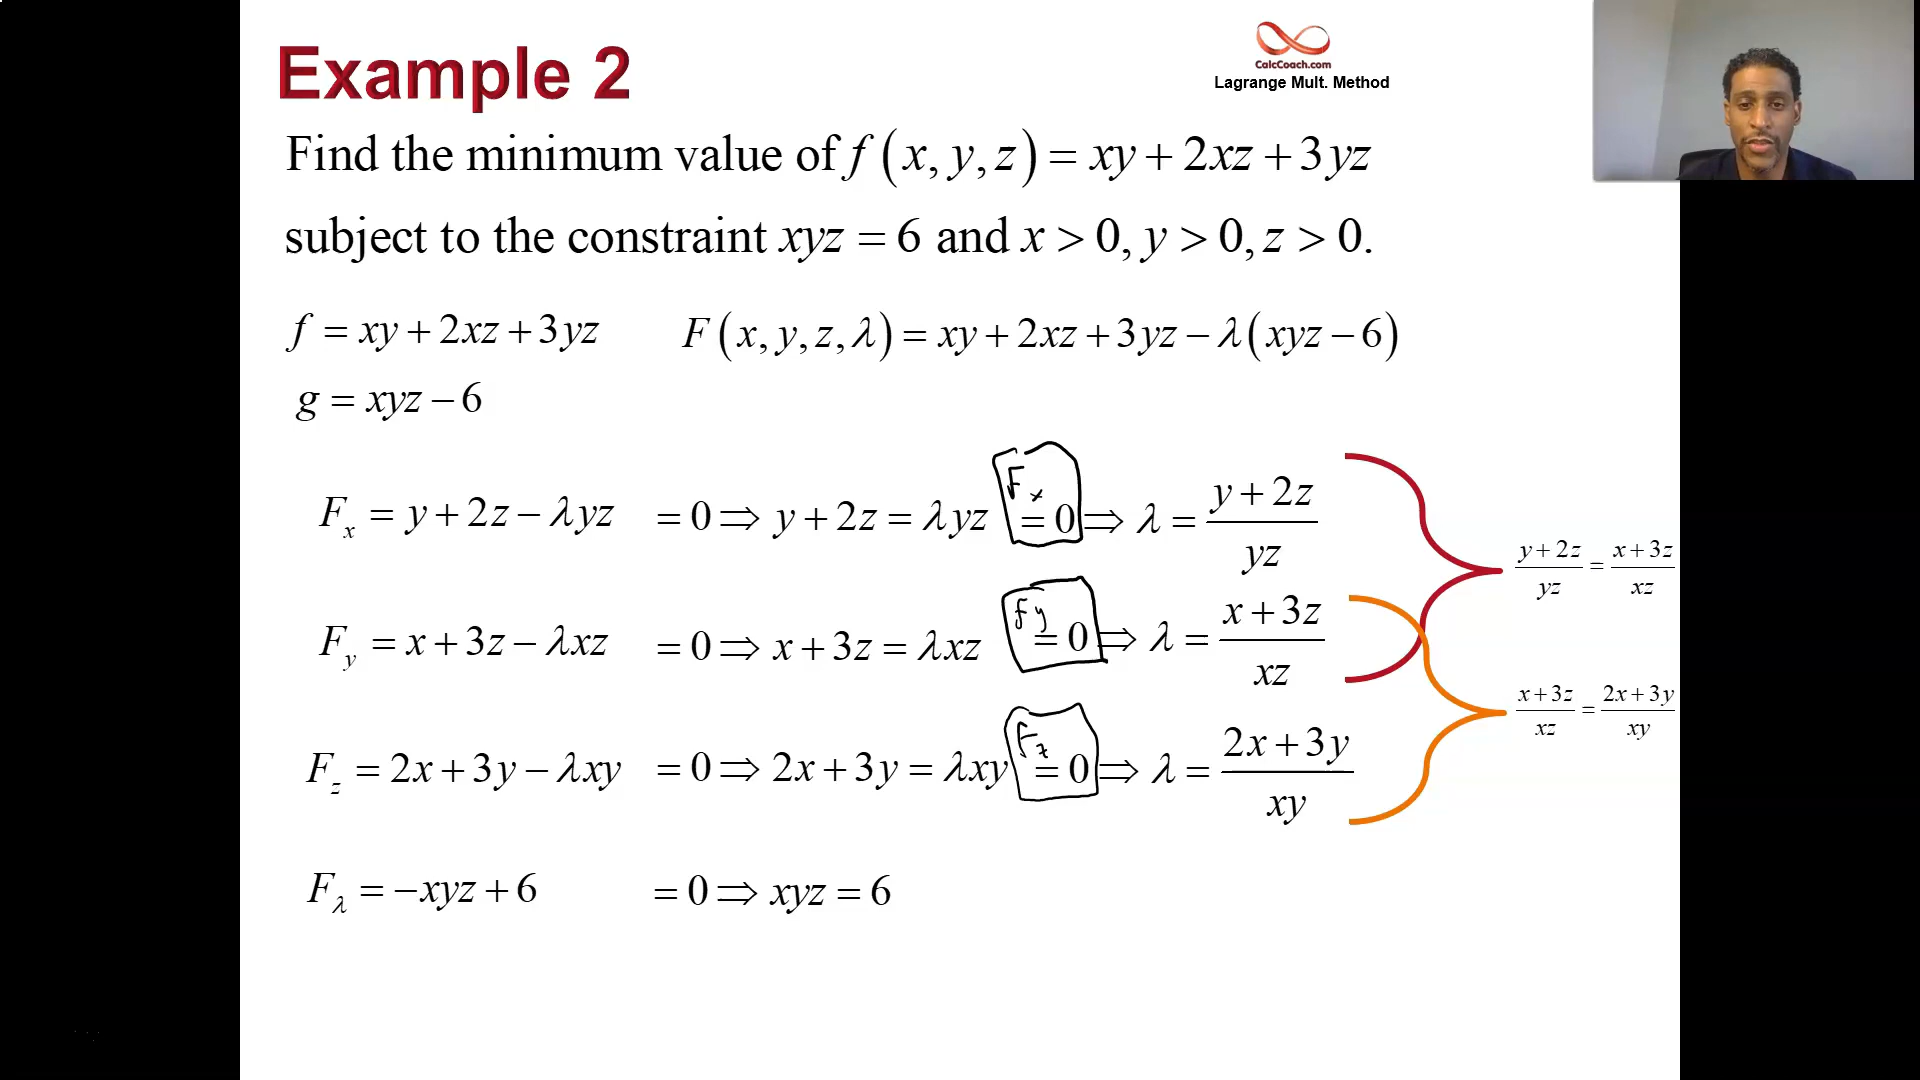 Example 2
CalcCoach.com
Lagrange Mult. Method
Find the minimum value of f(x, y, z) = xy + 2xz + 3yz
subject to the constraint xyz = 6 and x > 0, y > 0, z > 0.
f = xy + 2xz + 3yz F(x, y, z, λ) = xy + 2xz + 3yz − λ(xyz − 6)
g = xyz − 6
F_x = y + 2z − λyz = 0 ⇒ y + 2z = λyz F_x = 0 ⇒ λ = (y + 2z)/(yz)
(y + 2z)/(yz) = (x + 3z)/(xz)
F_y = x + 3z − λxz = 0 ⇒ x + 3z = λxz F_y = 0 ⇒ λ = (x + 3z)/(xz)
(x + 3z)/(xz) = (2x + 3y)/(xy)
F_z = 2x + 3y − λxy = 0 ⇒ 2x + 3y = λxy F_z = 0 ⇒ λ = (2x + 3y)/(xy)
F_λ = −xyz + 6 = 0 ⇒ xyz = 6